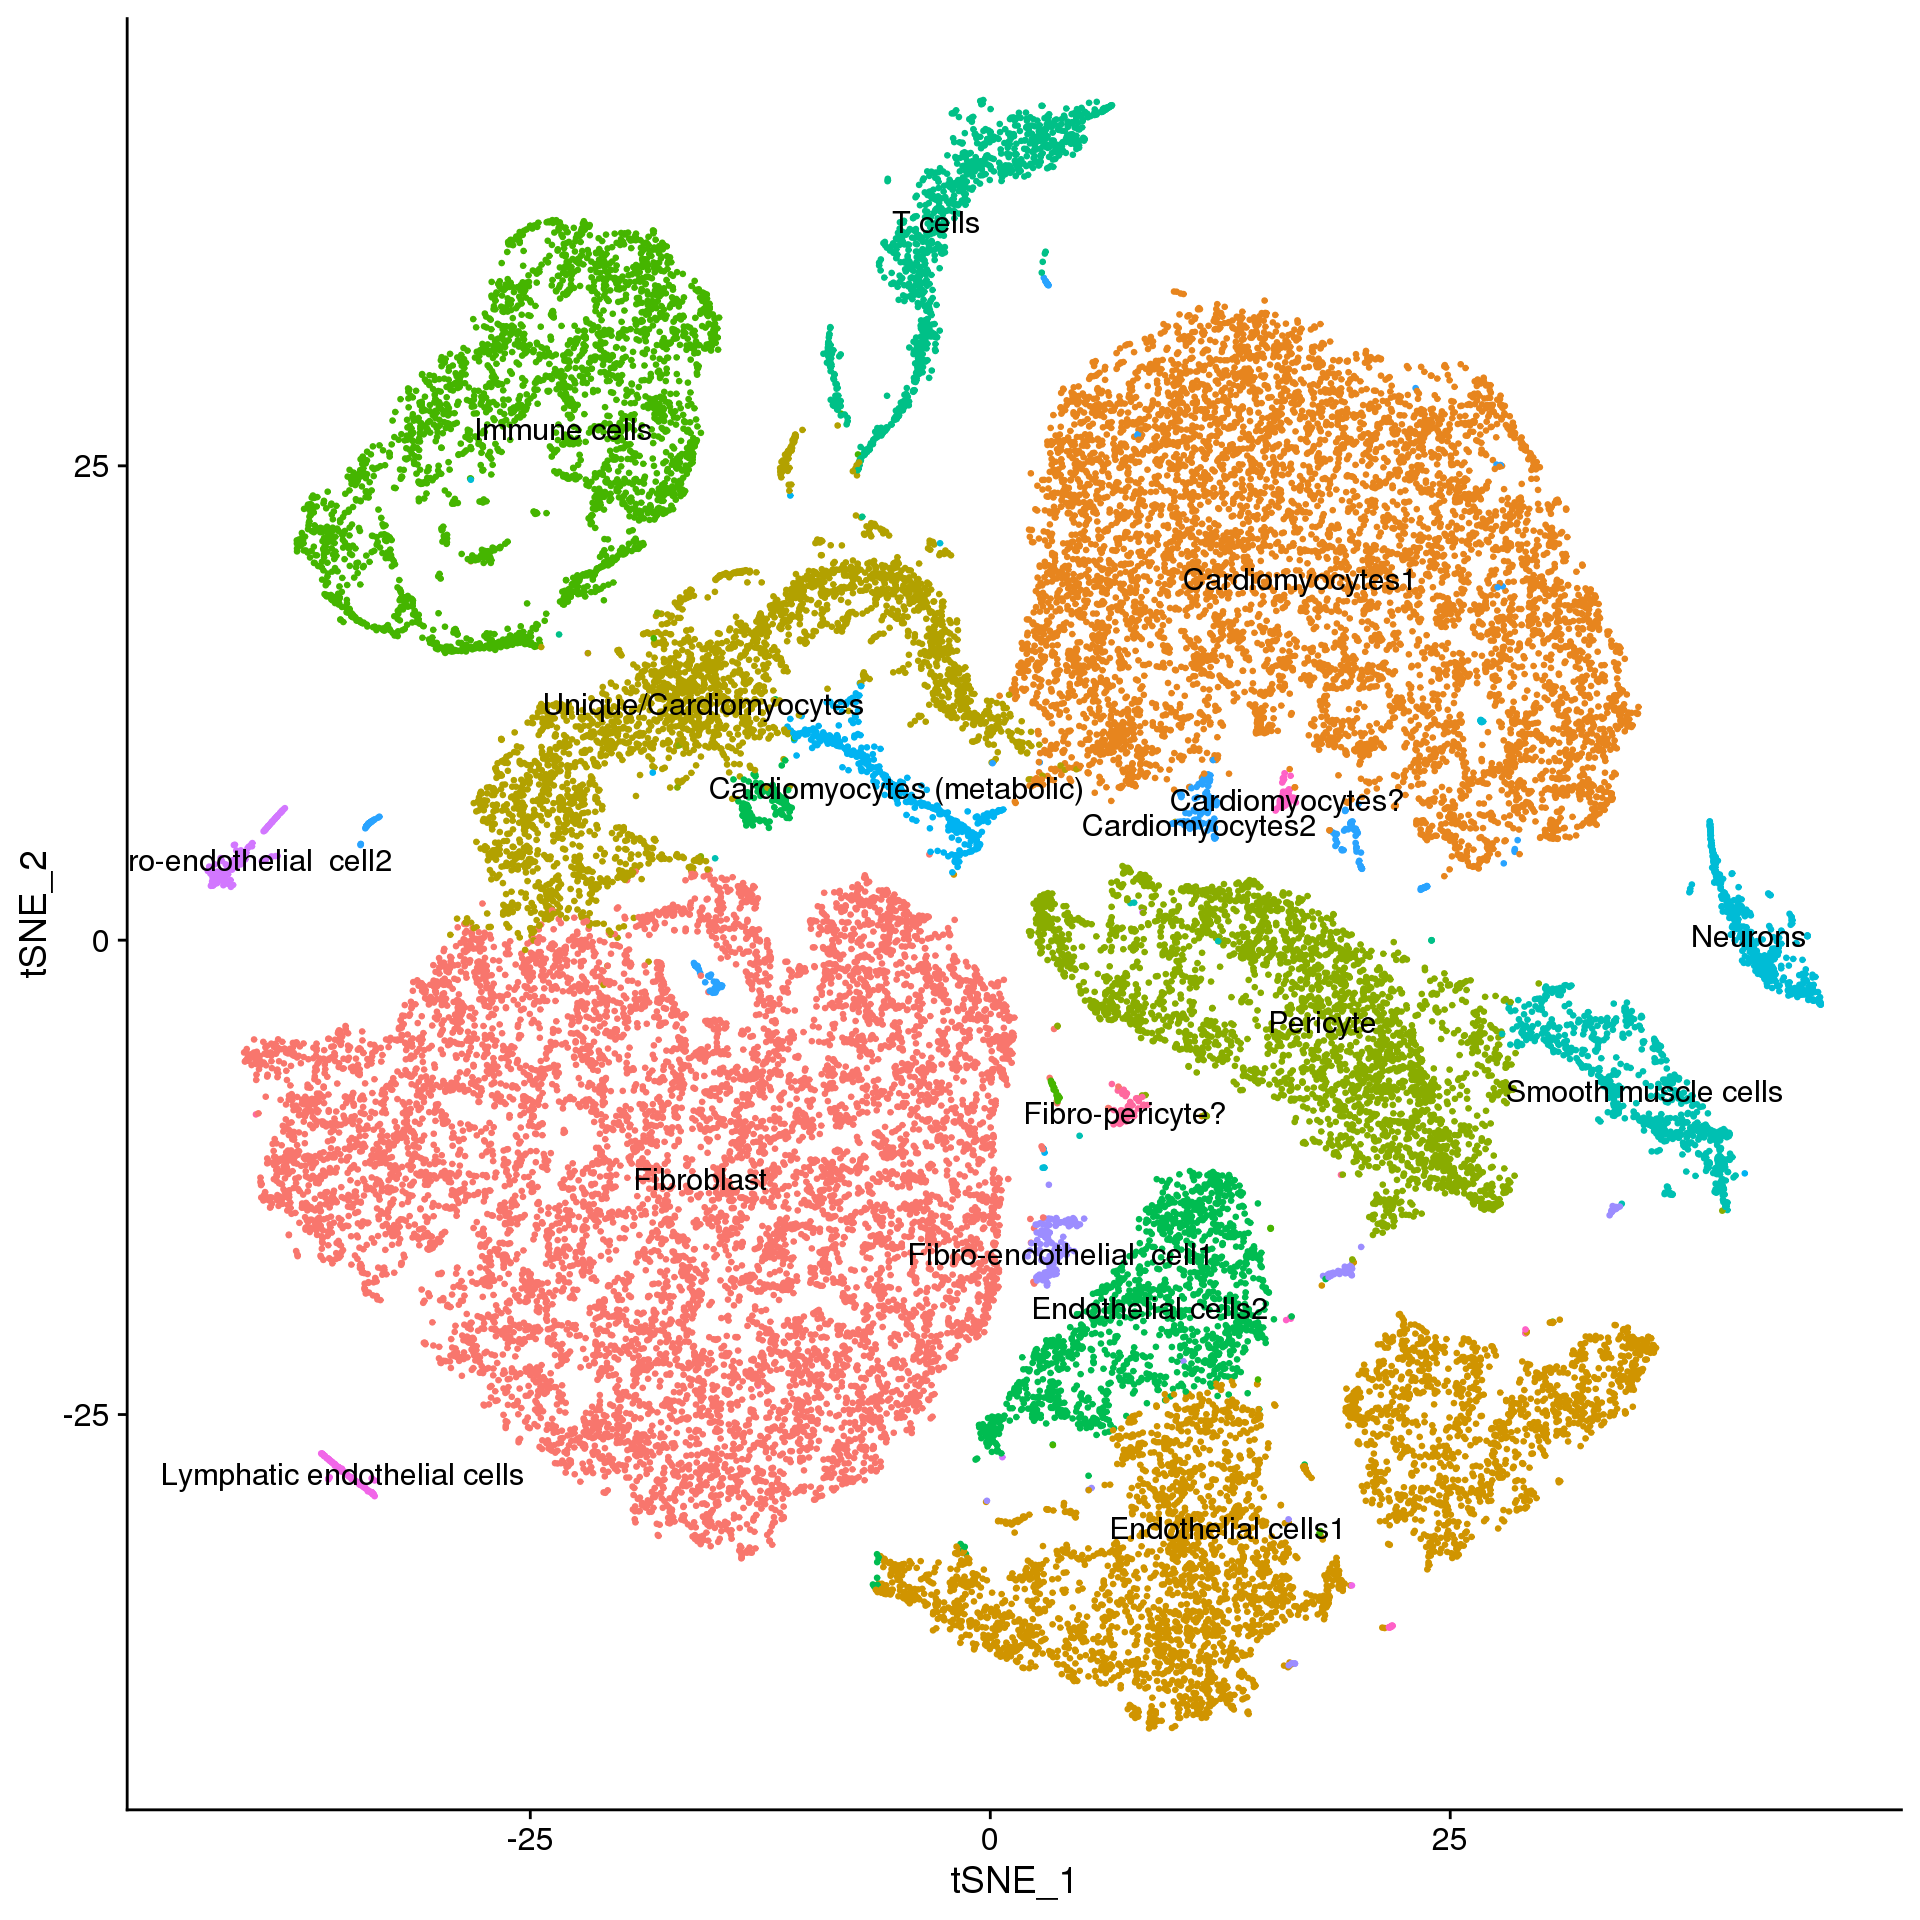 T cells
Immune cells
25
Cardiomyocytes1
Unique/Cardiomyocytes
Cardiomyocytes (metabolic)
Cardiomyocytes?
Cardiomyocytes2
ro-endothelial  cell2
0
Neurons
Pericyte
Smooth muscle cells
Fibro-pericyte?
Fibroblast
Fibro-endothelial  cell1
Endothelial cells2
-25
Lymphatic endothelial cells
Endothelial cells1
tSNE_2
-25
0
25
tSNE_1